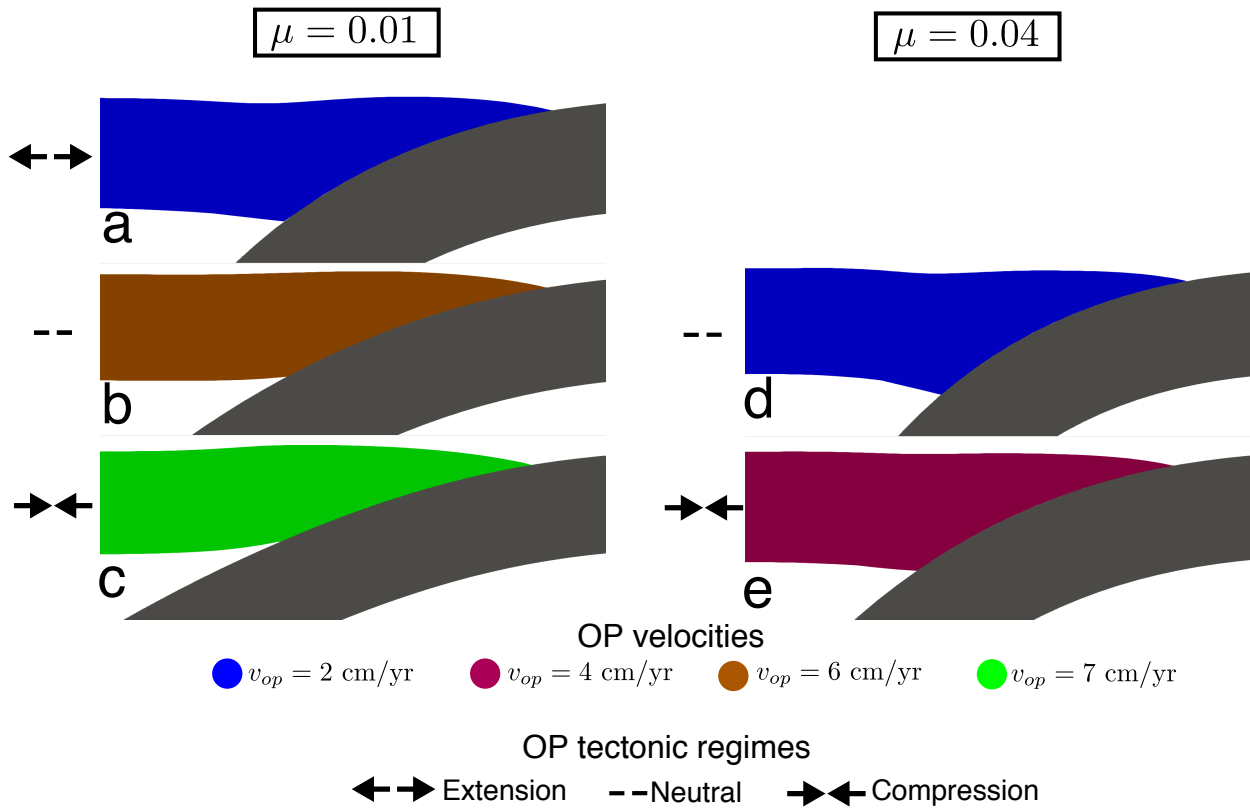 μ = 0.01
μ = 0.04
a
b
c
d
e
OP velocities
v_op = 2 cm/yr
v_op = 4 cm/yr
v_op = 6 cm/yr
v_op = 7 cm/yr
OP tectonic regimes
Extension
Neutral
Compression